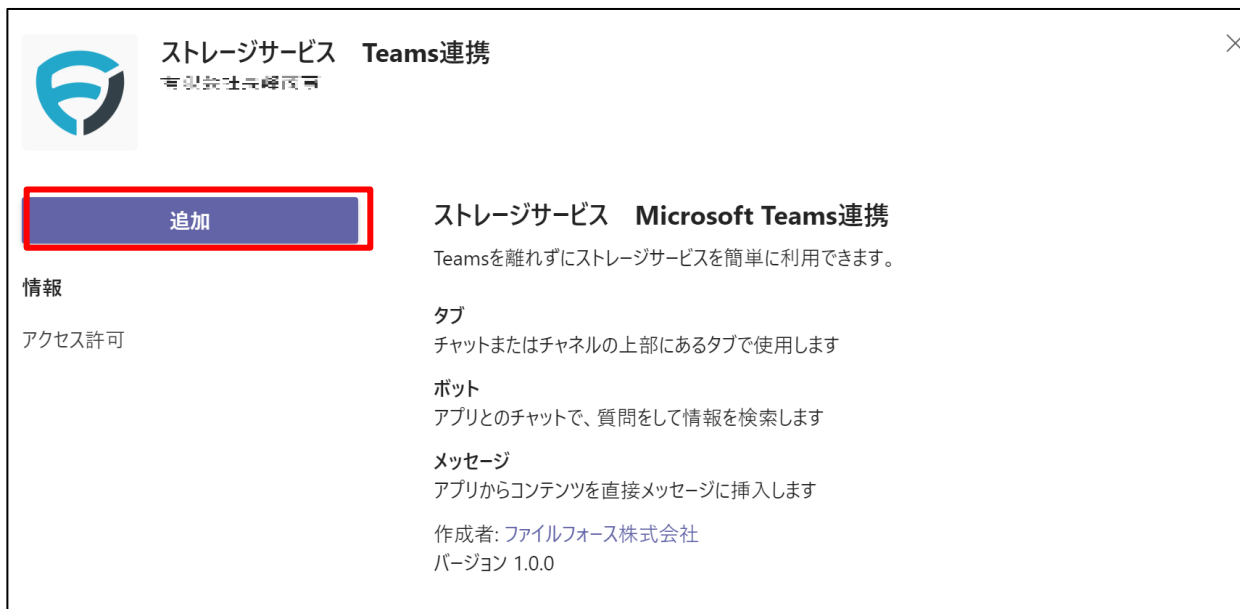 ストレージサービス　Teams連携
追加
情報
アクセス許可
ストレージサービス　Microsoft Teams連携
Teamsを離れずにストレージサービスを簡単に利用できます。
タブ
チャットまたはチャネルの上部にあるタブで使用します
ボット
アプリとのチャットで、質問をして情報を検索します
メッセージ
アプリからコンテンツを直接メッセージに挿入します
作成者: ファイルフォース株式会社
バージョン 1.0.0